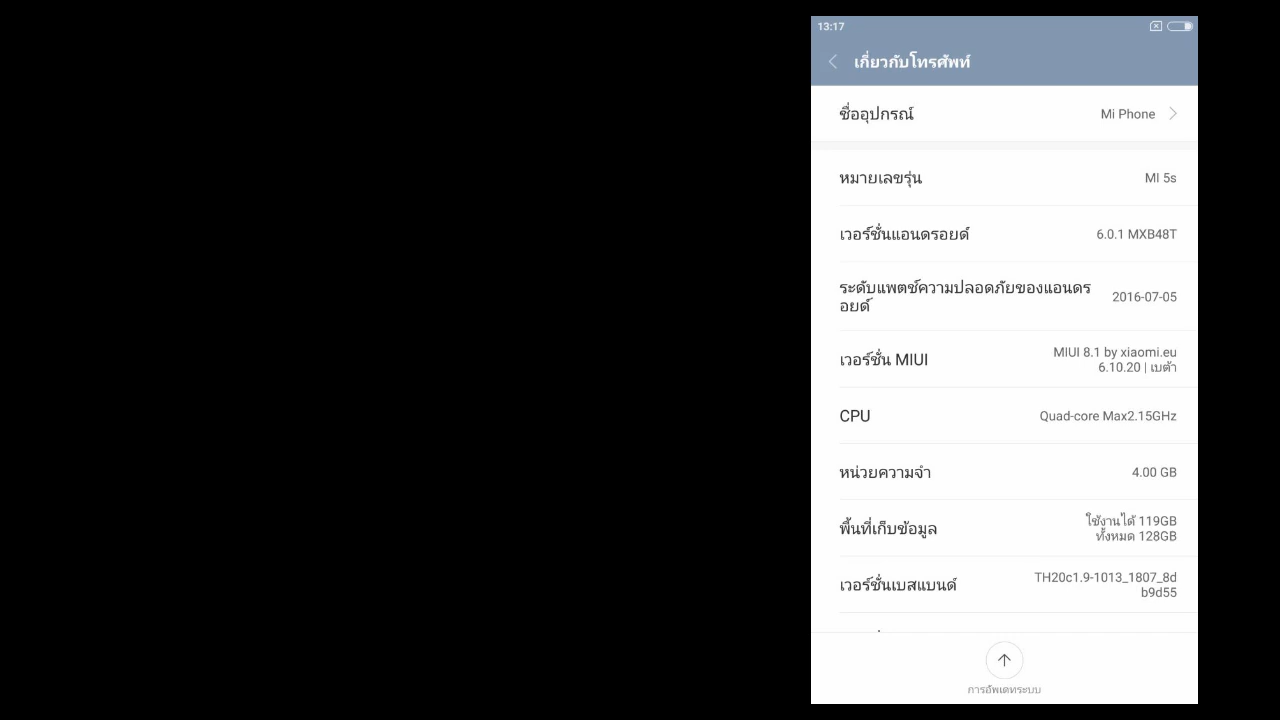 13:17
เกี่ยวกับโทรศัพท์
ชื่ออุปกรณ์
Mi Phone
หมายเลขรุ่น
MI 5s
เวอร์ชั่นแอนดรอยด์
6.0.1 MXB48T
ระดับแพตช์ความปลอดภัยของแอนดร
อยด์
2016-07-05
เวอร์ชั่น MIUI
MIUI 8.1 by xiaomi.eu
6.10.20 | เบต้า
CPU
Quad-core Max2.15GHz
หน่วยความจำ
4.00 GB
พื้นที่เก็บข้อมูล
ใช้งานได้ 119GB
ทั้งหมด 128GB
เวอร์ชั่นเบสแบนด์
TH20c1.9-1013_1807_8d
b9d55
การอัพเดทระบบ